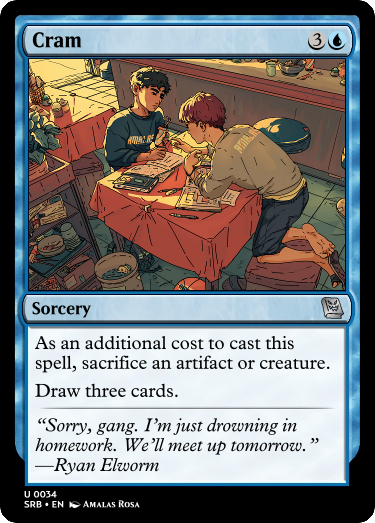 Cram 3
Sorcery
As an additional cost to cast this
spell, sacrifice an artifact or creature.
Draw three cards.
“Sorry, gang. I’m just drowning in
homework. We’ll meet up tomorrow.”
—Ryan Elworm
U 0034
SRB • EN Amalas Rosa